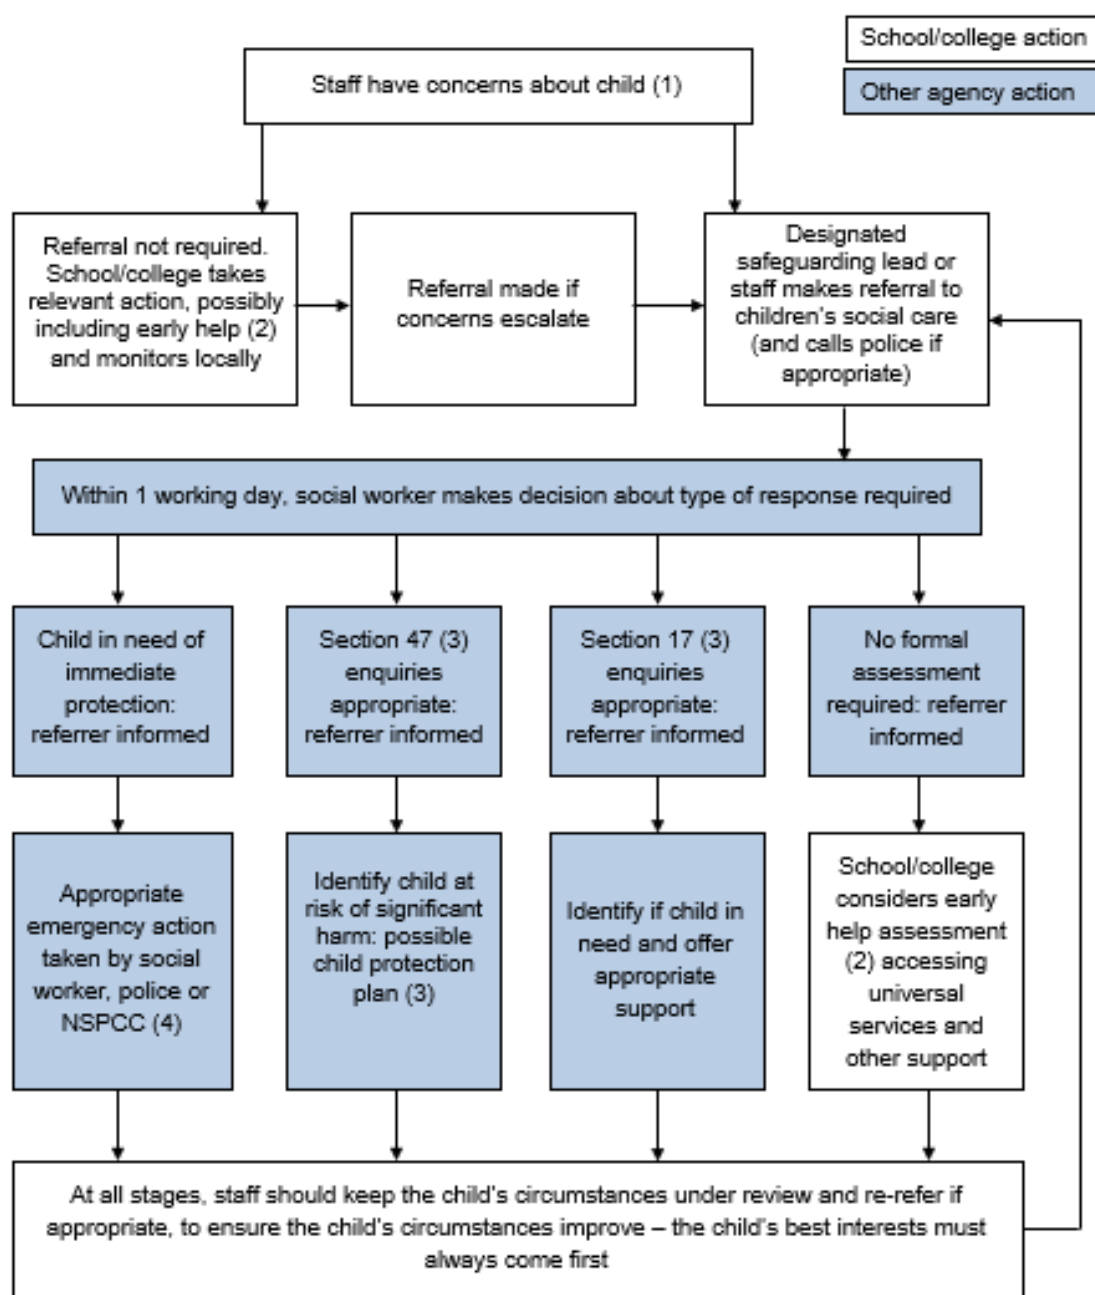 School/college action
Other agency action
Staff have concerns about child (1)
Referral not required.
School/college takes
relevant action, possibly
including early help (2)
and monitors locally
Referral made if
concerns escalate
Designated
safeguarding lead or
staff makes referral to
children's social care
(and calls police if
appropriate)
Within 1 working day, social worker makes decision about type of response required
Child in need of
immediate
protection:
referrer informed
Section 47 (3)
enquiries
appropriate:
referrer informed
Section 17 (3)
enquiries
appropriate:
referrer informed
No formal
assessment
required: referrer
informed
Appropriate
emergency action
taken by social
worker, police or
NSPCC (4)
Identify child at
risk of significant
harm: possible
child protection
plan (3)
Identify if child in
need and offer
appropriate
support
School/college
considers early
help assessment
(2) accessing
universal
services and
other support
At all stages, staff should keep the child's circumstances under review and re-refer if
appropriate, to ensure the child's circumstances improve – the child's best interests must
always come first